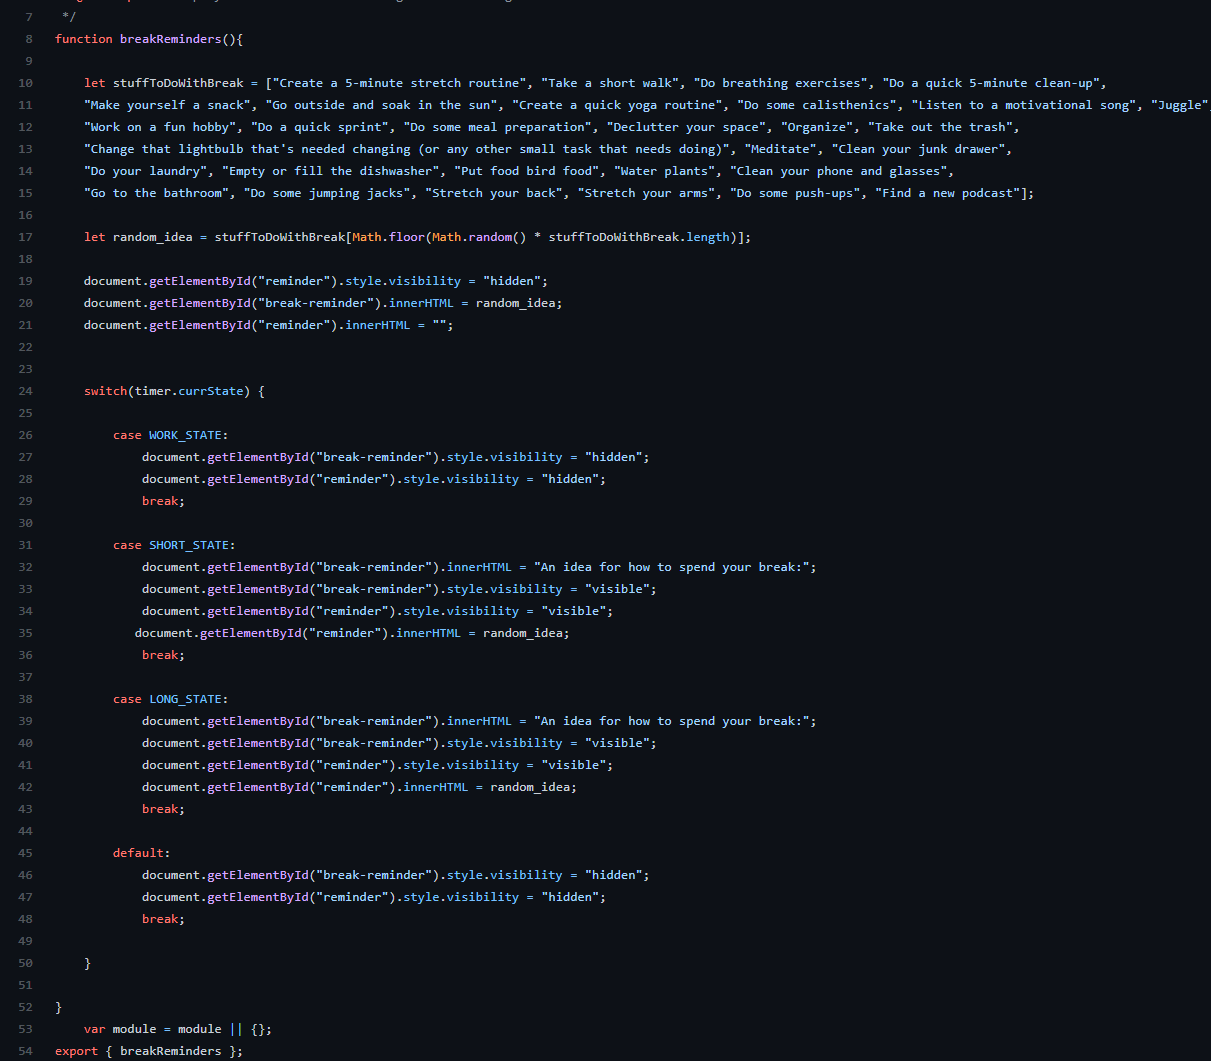 7 */
8 function breakReminders(){
9
10 let stuffToDoWithBreak = ["Create a 5-minute stretch routine", "Take a short walk", "Do breathing exercises", "Do a quick 5-minute clean-up",
11 "Make yourself a snack", "Go outside and soak in the sun", "Create a quick yoga routine", "Do some calisthenics", "Listen to a motivational song", "Juggle",
12 "Work on a fun hobby", "Do a quick sprint", "Do some meal preparation", "Declutter your space", "Organize", "Take out the trash",
13 "Change that lightbulb that's needed changing (or any other small task that needs doing)", "Meditate", "Clean your junk drawer",
14 "Do your laundry", "Empty or fill the dishwasher", "Put food bird food", "Water plants", "Clean your phone and glasses",
15 "Go to the bathroom", "Do some jumping jacks", "Stretch your back", "Stretch your arms", "Do some push-ups", "Find a new podcast"];
16
17 let random_idea = stuffToDoWithBreak[Math.floor(Math.random() * stuffToDoWithBreak.length)];
18
19 document.getElementById("reminder").style.visibility = "hidden";
20 document.getElementById("break-reminder").innerHTML = random_idea;
21 document.getElementById("reminder").innerHTML = "";
22
23
24 switch(timer.currState) {
25
26 case WORK_STATE:
27 document.getElementById("break-reminder").style.visibility = "hidden";
28 document.getElementById("reminder").style.visibility = "hidden";
29 break;
30
31 case SHORT_STATE:
32 document.getElementById("break-reminder").innerHTML = "An idea for how to spend your break:";
33 document.getElementById("break-reminder").style.visibility = "visible";
34 document.getElementById("reminder").style.visibility = "visible";
35 document.getElementById("reminder").innerHTML = random_idea;
36 break;
37
38 case LONG_STATE:
39 document.getElementById("break-reminder").innerHTML = "An idea for how to spend your break:";
40 document.getElementById("break-reminder").style.visibility = "visible";
41 document.getElementById("reminder").style.visibility = "visible";
42 document.getElementById("reminder").innerHTML = random_idea;
43 break;
44
45 default:
46 document.getElementById("break-reminder").style.visibility = "hidden";
47 document.getElementById("reminder").style.visibility = "hidden";
48 break;
49
50 }
51
52 }
53 var module = module || {};
54 export { breakReminders };